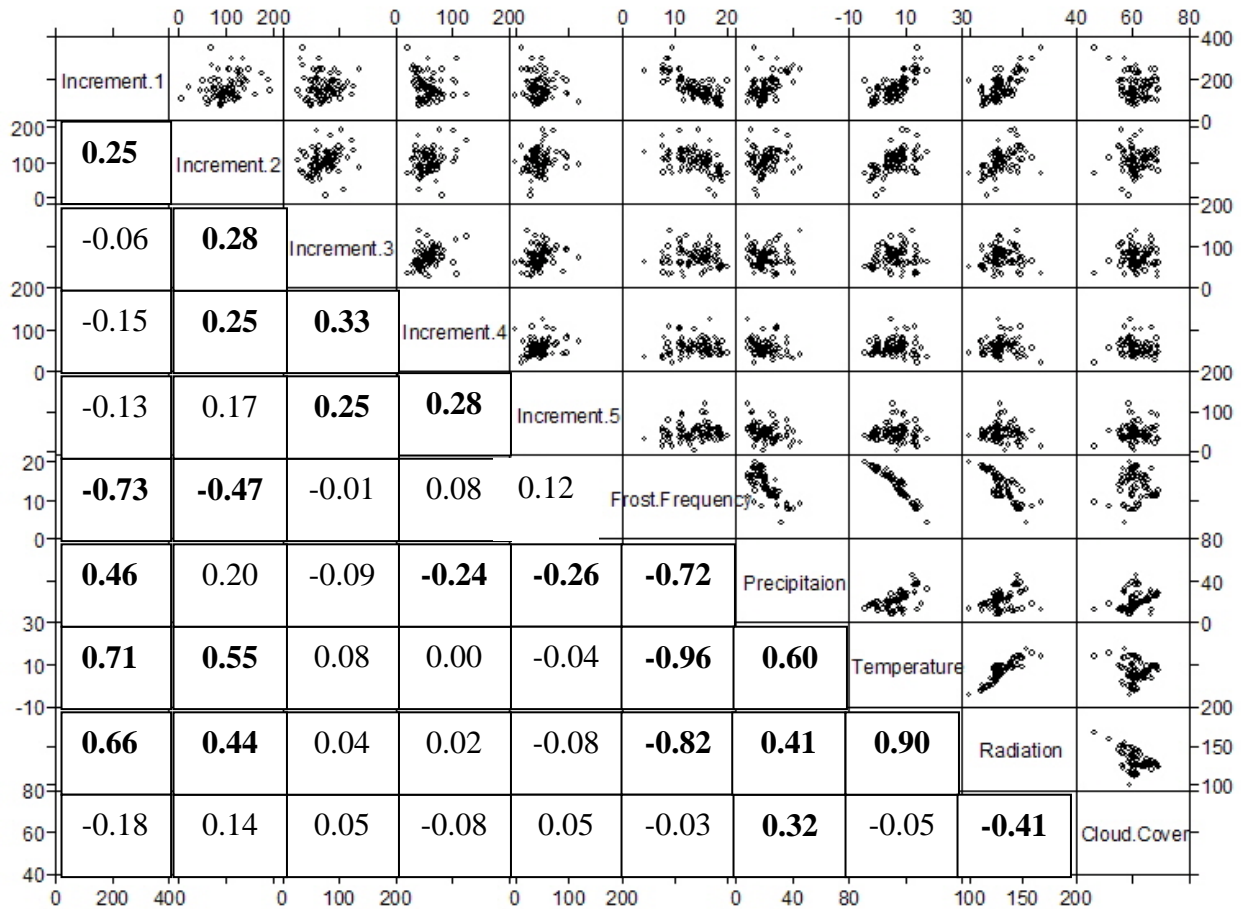 0 100 200 0 100 200 0 10 20 -10 10 30 40 60 80
Increment.1 400
200
0
200 0.25 Increment.2
100
0
-0.06 0.28 Increment.3 200
100
0
200 -0.15 0.25 0.33 Increment.4
100
0
-0.13 0.17 0.25 0.28 Increment.5 200
100
0
20 -0.73 -0.47 -0.01 0.08 0.12 Frost.Frequency
10
0
0.46 0.20 -0.09 -0.24 -0.26 -0.72 Precipitaion 80
40
0
30 0.71 0.55 0.08 0.00 -0.04 -0.96 0.60 Temperature
10
-10
0.66 0.44 0.04 0.02 -0.08 -0.82 0.41 0.90 Radiation 200
150
100
80 -0.18 0.14 0.05 -0.08 0.05 -0.03 0.32 -0.05 -0.41 Cloud.Cover
60
40
0 200 400 0 100 200 0 100 200 0 40 80 100 150 200